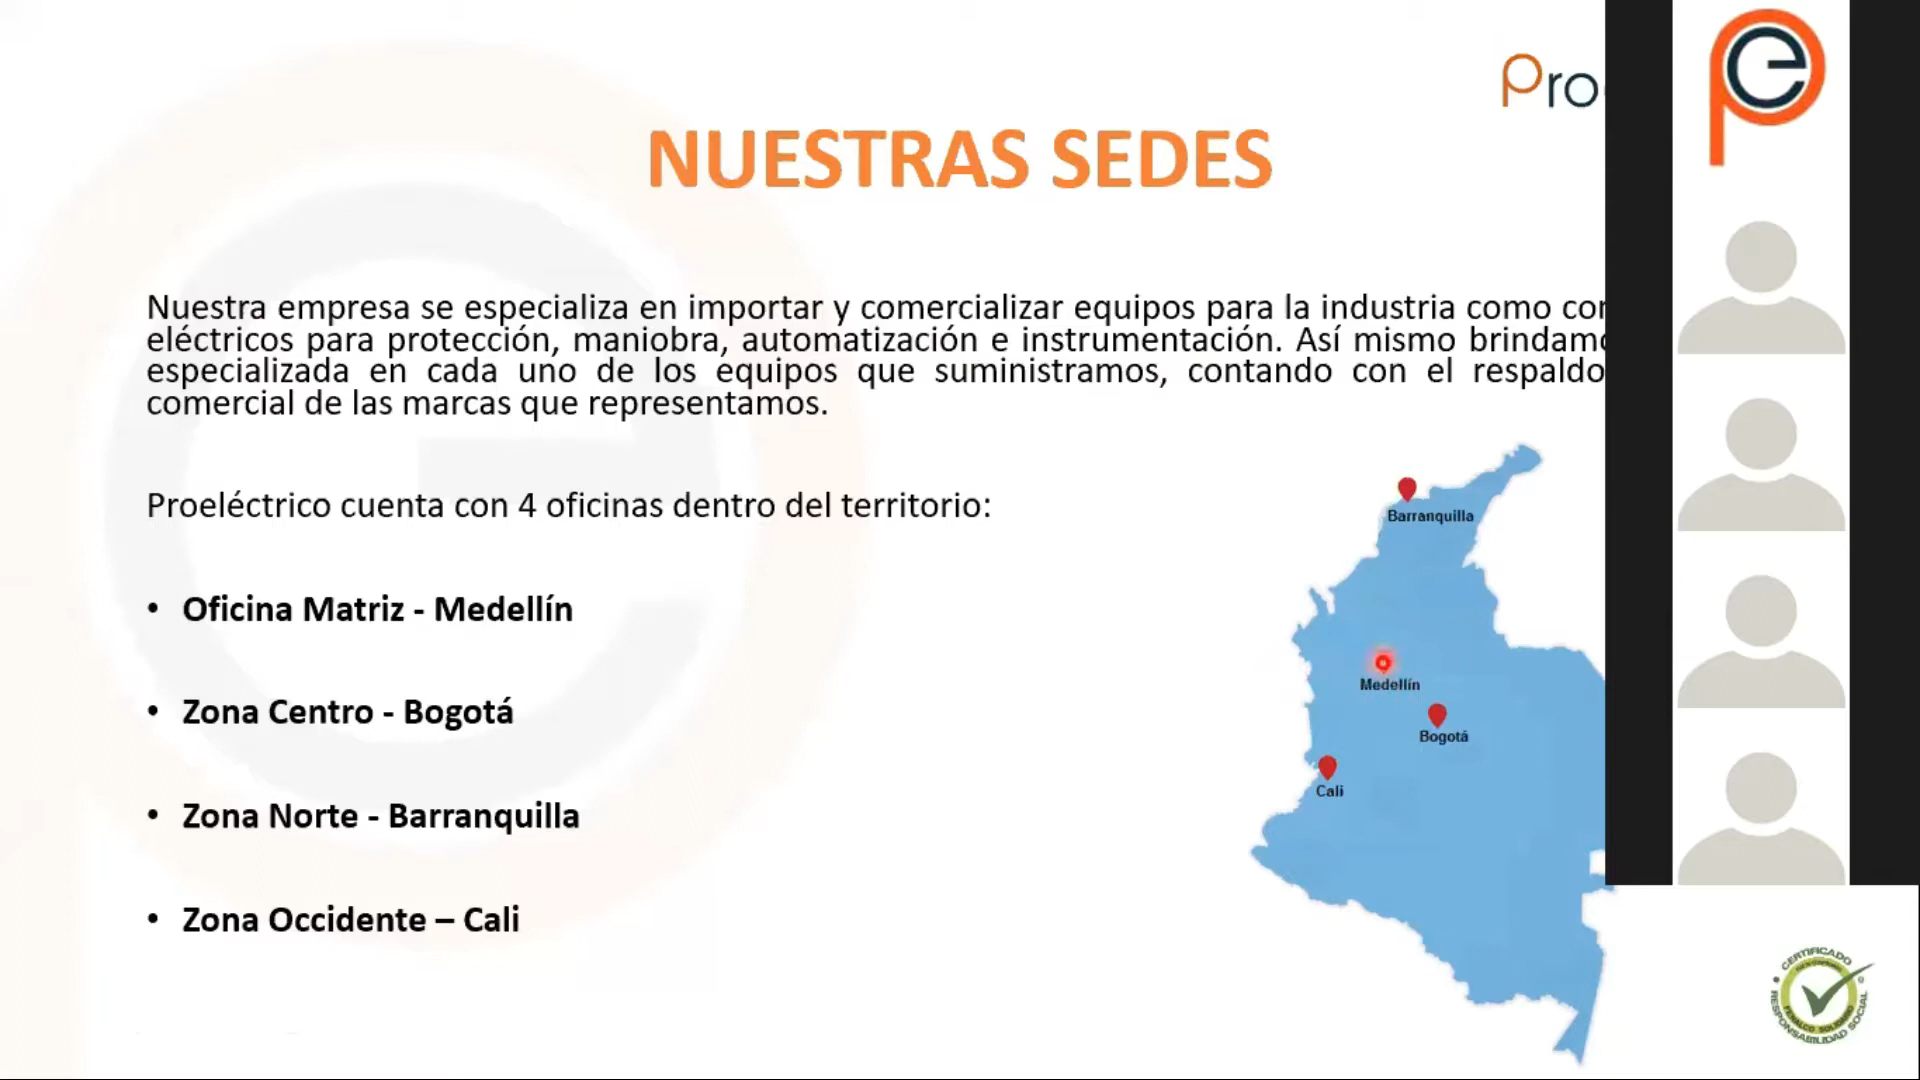 Pro
NUESTRAS SEDES
Nuestra empresa se especializa en importar y comercializar equipos para la industria como
eléctricos para protección, maniobra, automatización e instrumentación. Así mismo
especializada en cada uno de los equipos que suministramos, contando con el respaldo
comercial de las marcas que representamos.
Proeléctrico cuenta con 4 oficinas dentro del territorio:
• Oficina Matriz - Medellín
• Zona Centro - Bogotá
• Zona Norte - Barranquilla
• Zona Occidente – Cali
Barranquilla
Medellín
Bogotá
Cali
CERTIFICADO
FENALCO SOLIDARIO
RESPONSABILIDAD SOCIAL